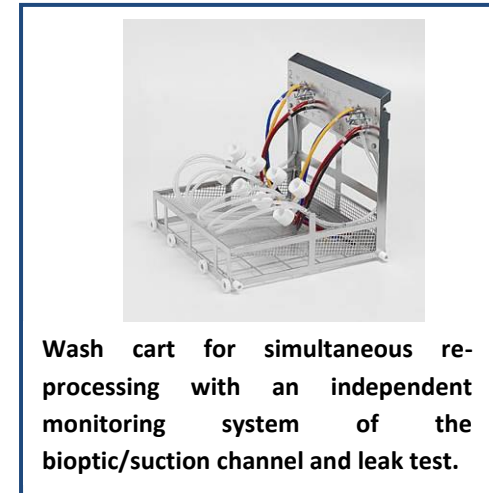 Wash cart for simultaneous re-
processing with an independent
monitoring system of the
bioptic/suction channel and leak test.